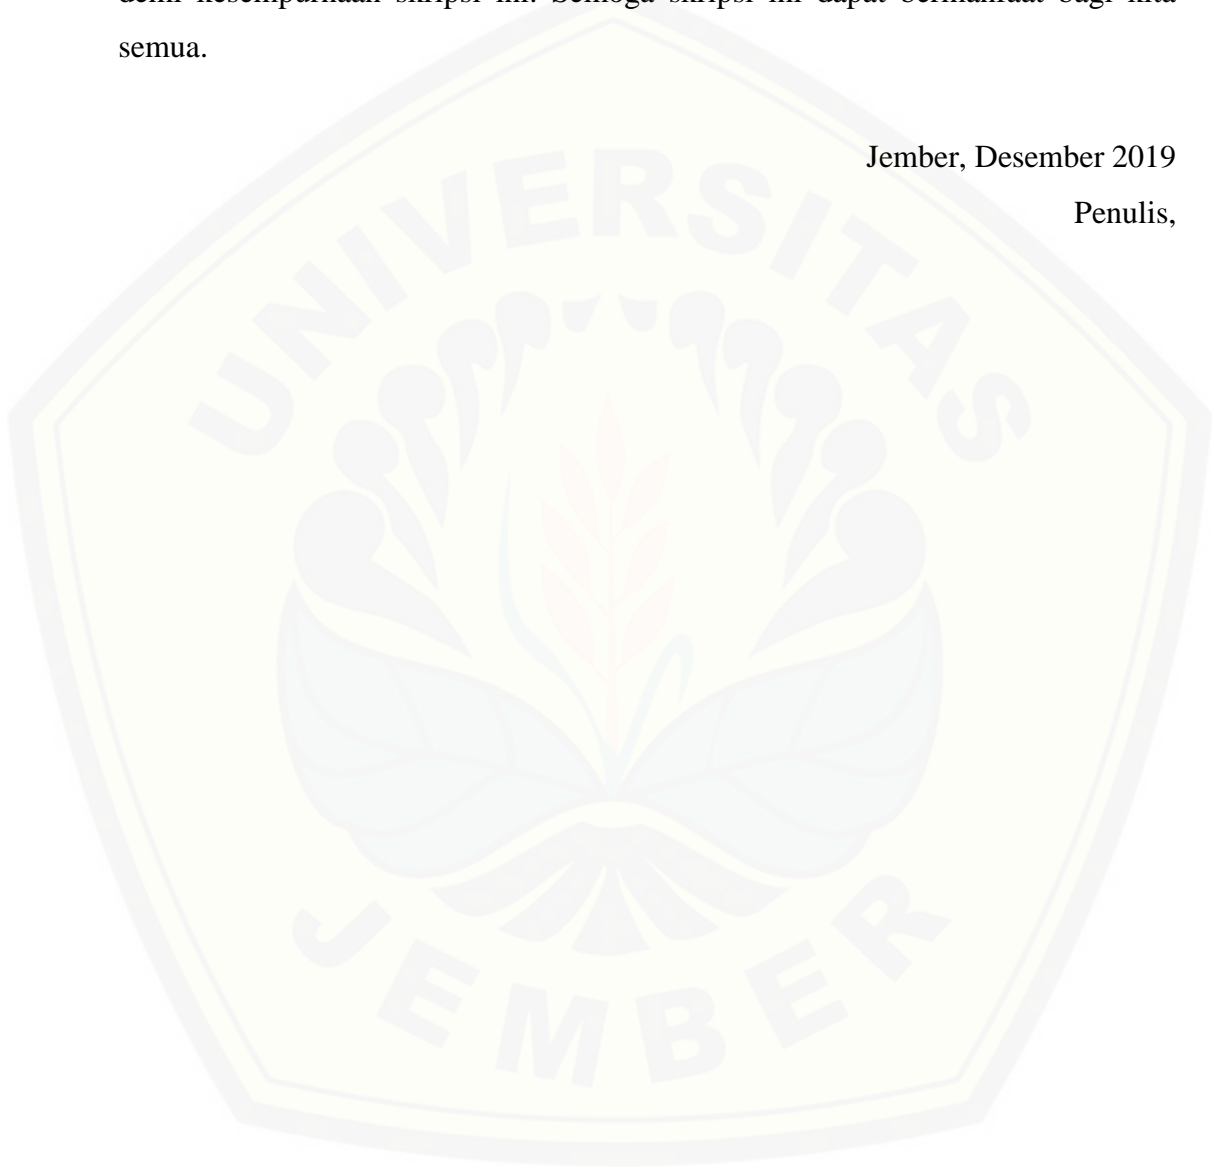 demi kesempurnaan skripsi ini. Semoga skripsi ini dapat bermanfaat bagi kita
semua.
Jember, Desember 2019
Penulis,
UNIVERSITAS
JEMBER